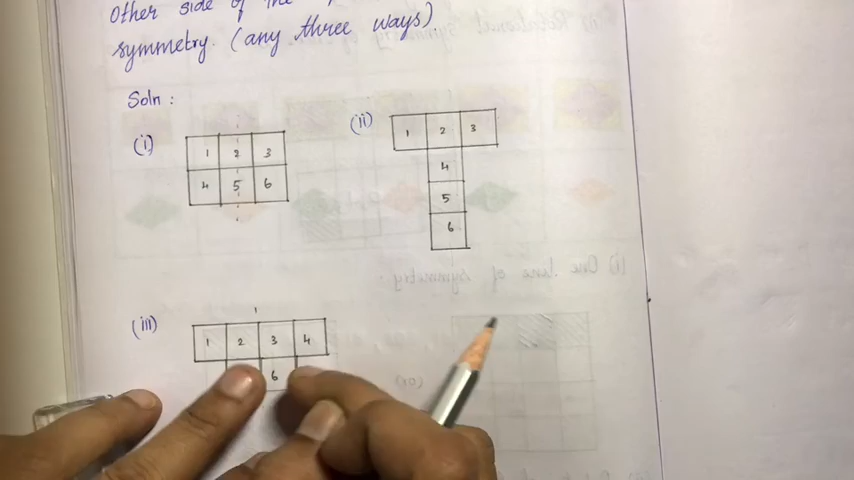 Other side of the
symmetry. (any three ways)
Soln :
(i)
1 2 3
4 5 6
(ii)
1 2 3
4
5
6
(iii)
1 2 3 4
6